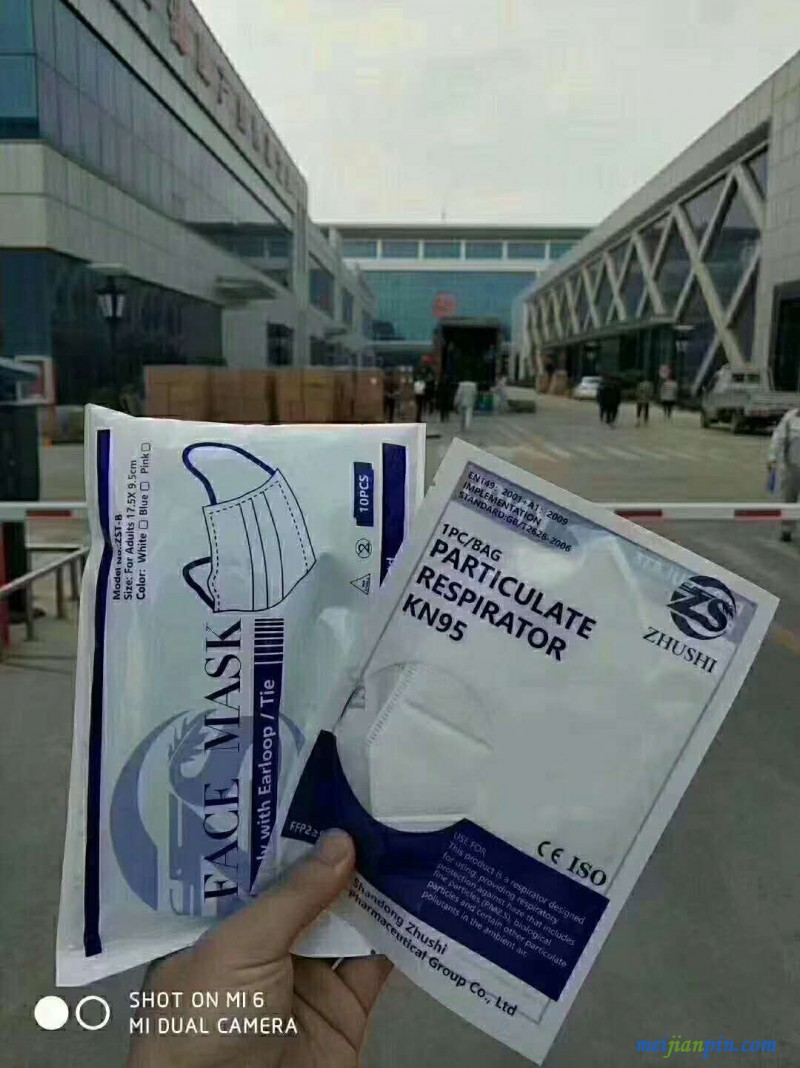 Model No.:ZST-B
Size: For Adults 17.5X 9.5cm
Color: White Blue Pink
10PCS
FACE MASK
ly with Earloop / Tie
EN149: 2001+A1: 2009
IMPLEMENTATION
STANDARD:GB/T2626-2006
1PC/BAG
PARTICULATE
RESPIRATOR
KN95
ZS
ZHUSHI
FFP2
CE ISO
USE FOR
This product is a respirator designed
for using, providing respiratory
protection against size that includes
fine particles (PM2.5), biological
particles and certain other particulate
pollutants in the ambient air.
Shandong Zhushi
Pharmaceutical Group Co., Ltd
SHOT ON MI 6
MI DUAL CAMERA
meijianpin.com